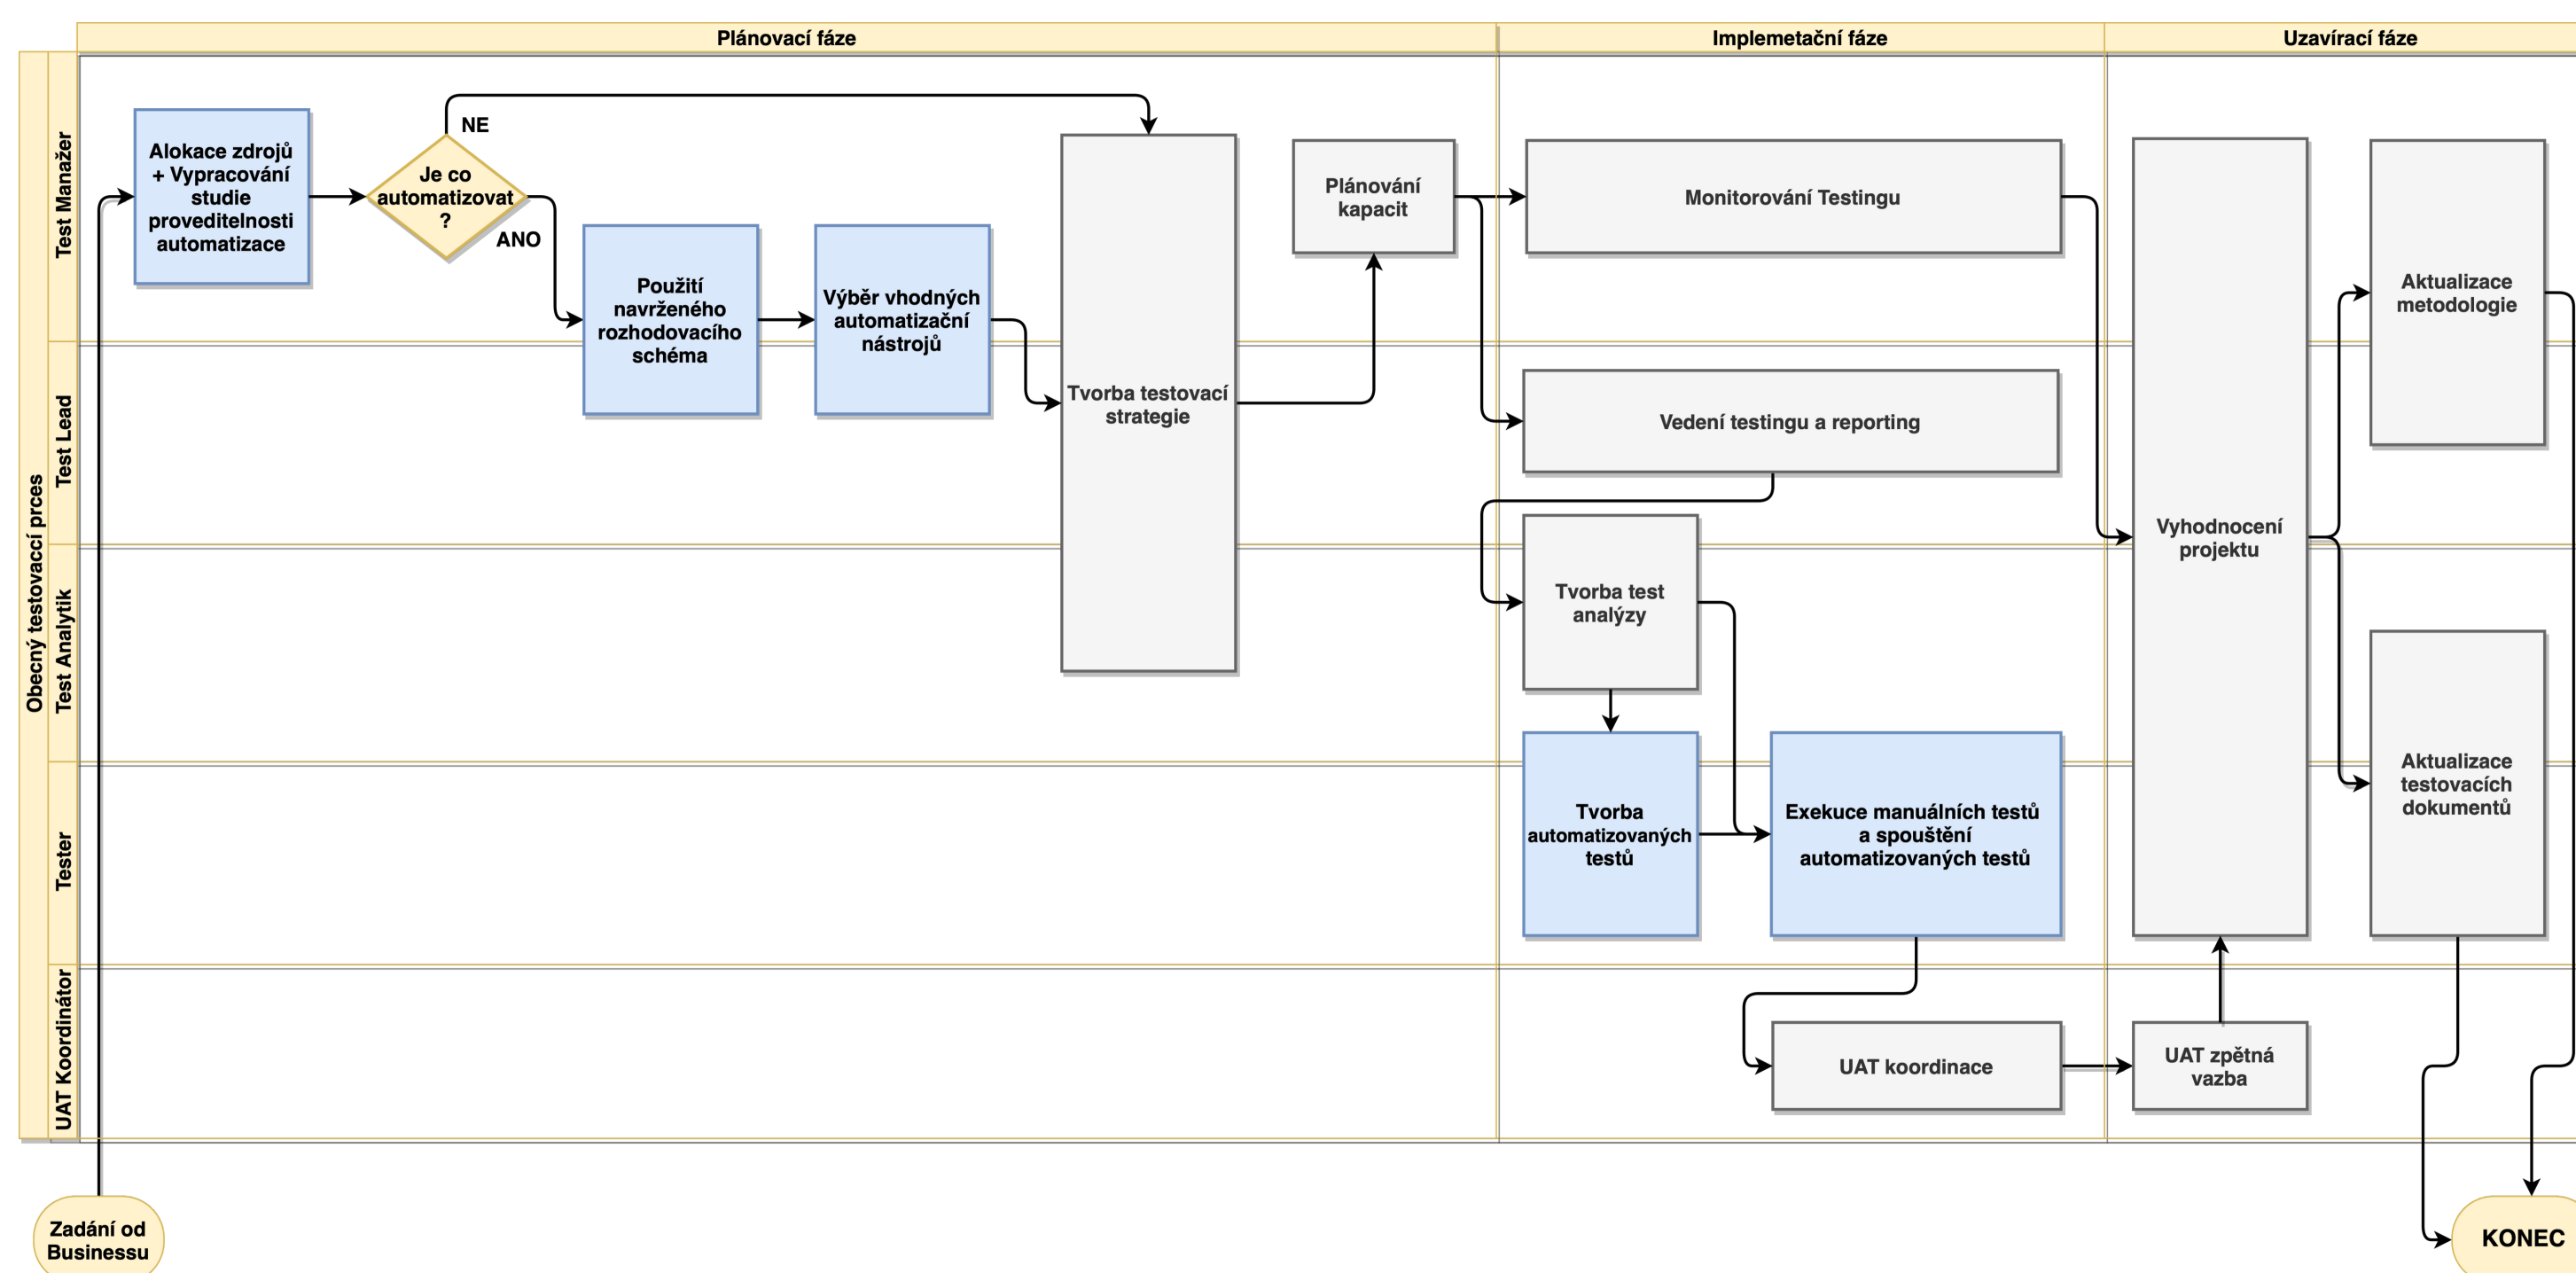 Plánovací fáze
Implemetační fáze
Uzavírací fáze
Obecný testovaccí prces
Test Manažer
Test Lead
Test Analytik
Tester
UAT Koordinátor
Alokace zdrojů
+ Vypracování
studie
proveditelnosti
automatizace
Je co
automatizovat
?
NE
ANO
Použití
navrženého
rozhodovacího
schéma
Výběr vhodných
automatizační
nástrojů
Tvorba testovací
strategie
Plánování
kapacit
Monitorování Testingu
Vedení testingu a reporting
Tvorba test
analýzy
Tvorba
automatizovaných
testů
Exekuce manuálních testů
a spouštění
automatizovaných testů
UAT koordinace
UAT zpětná
vazba
Vyhodnocení
projektu
Aktualizace
metodologie
Aktualizace
testovacích
dokumentů
Zadání od
Businessu
KONEC